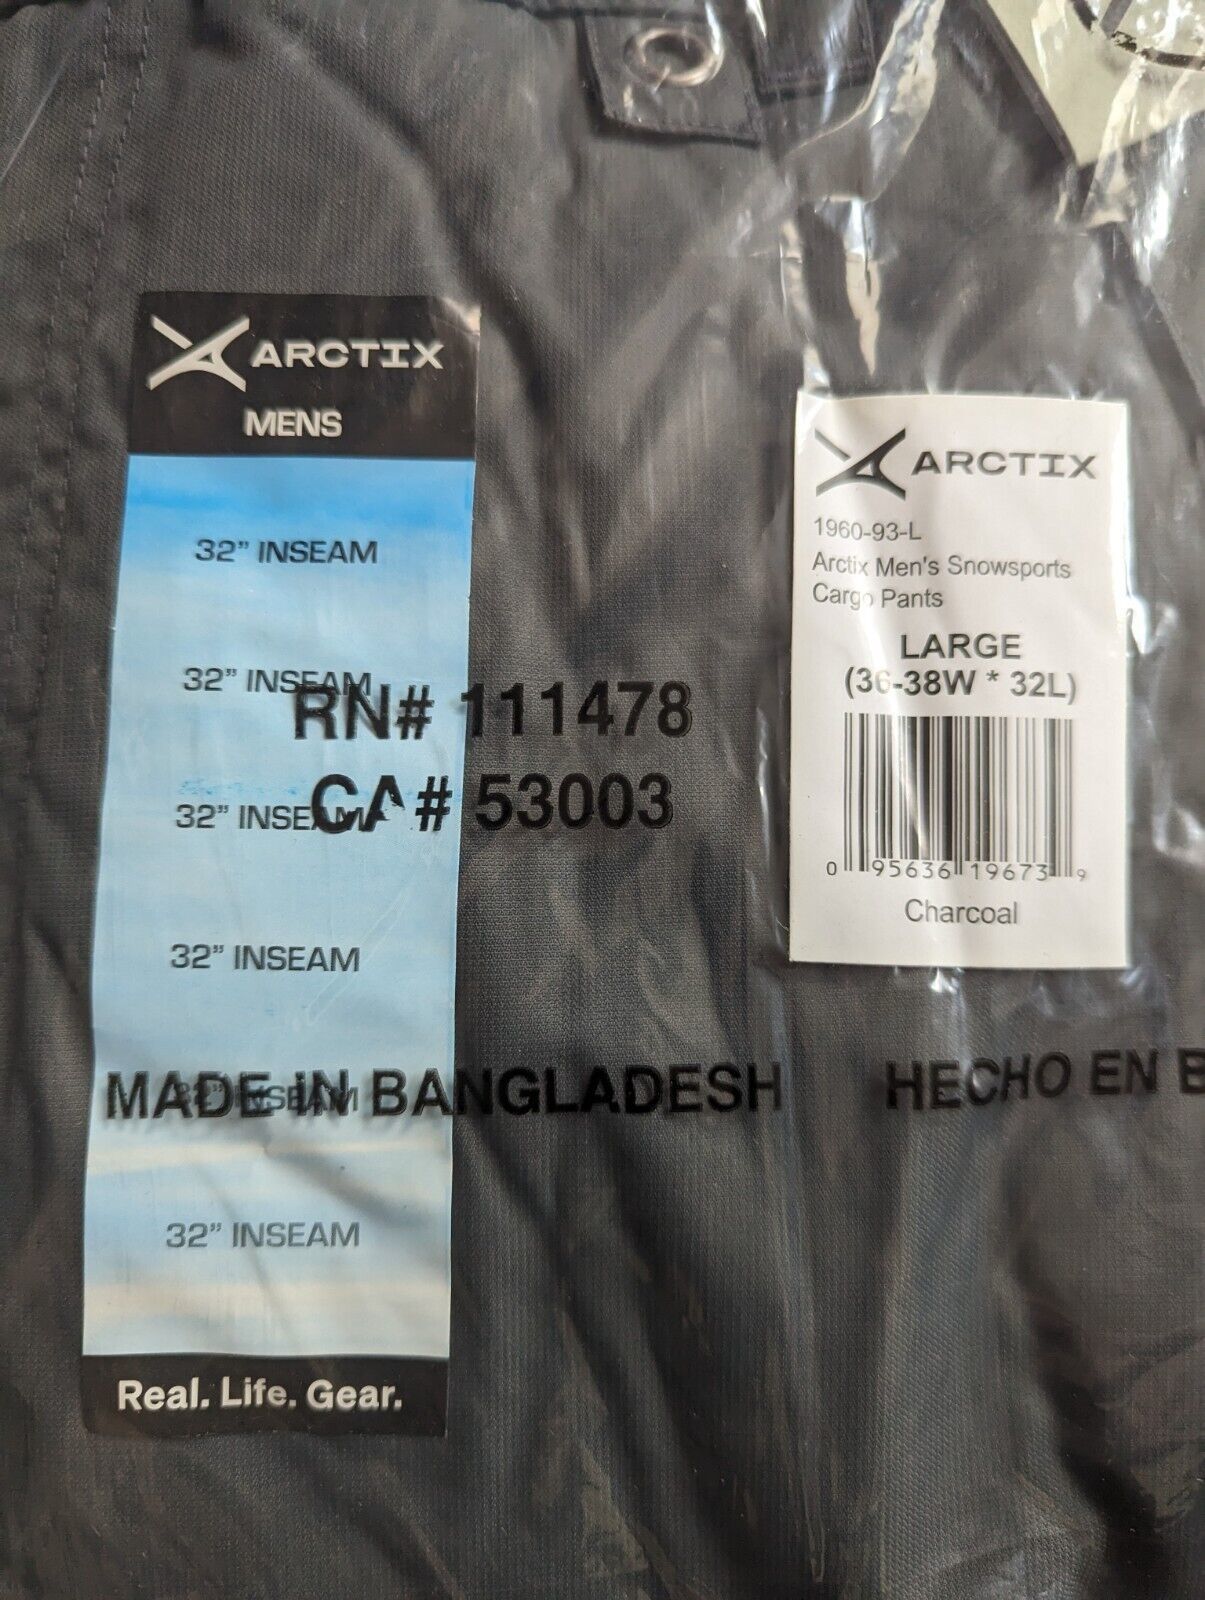 ARCTIX
MENS
32” INSEAM
32” INSEAM
32” INSEAM
32” INSEAM
32” INSEAM
32” INSEAM
Real. Life. Gear.
RN# 111478
CA# 53003
MADE IN BANGLADESH
HECHO EN B
ARCTIX
1960-93-L
Arctix Men's Snowsports
Cargo Pants
LARGE
(36-38W * 32L)
0 95636 19673 9
Charcoal